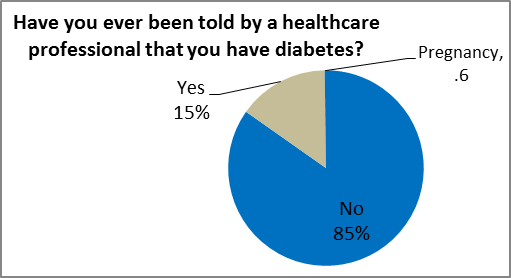 Have you ever been told by a healthcare
professional that you have diabetes?
Pregnancy,
.6
Yes
15%
No
85%